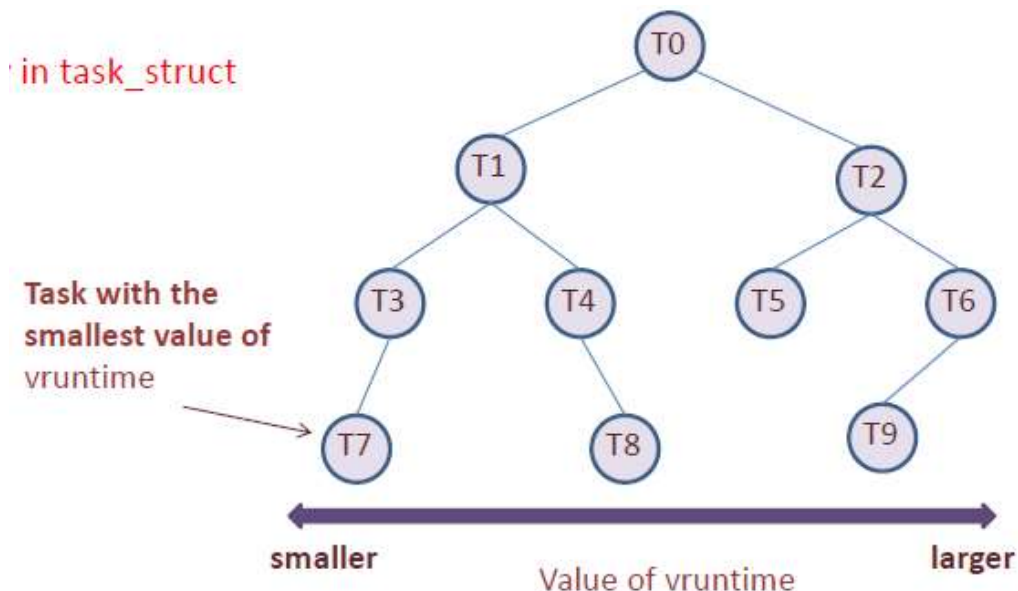 T0
in task_struct
T1
T2
Task with the
smallest value of
vruntime
T3
T4
T5
T6
T7
T8
T9
smaller
larger
Value of vruntime